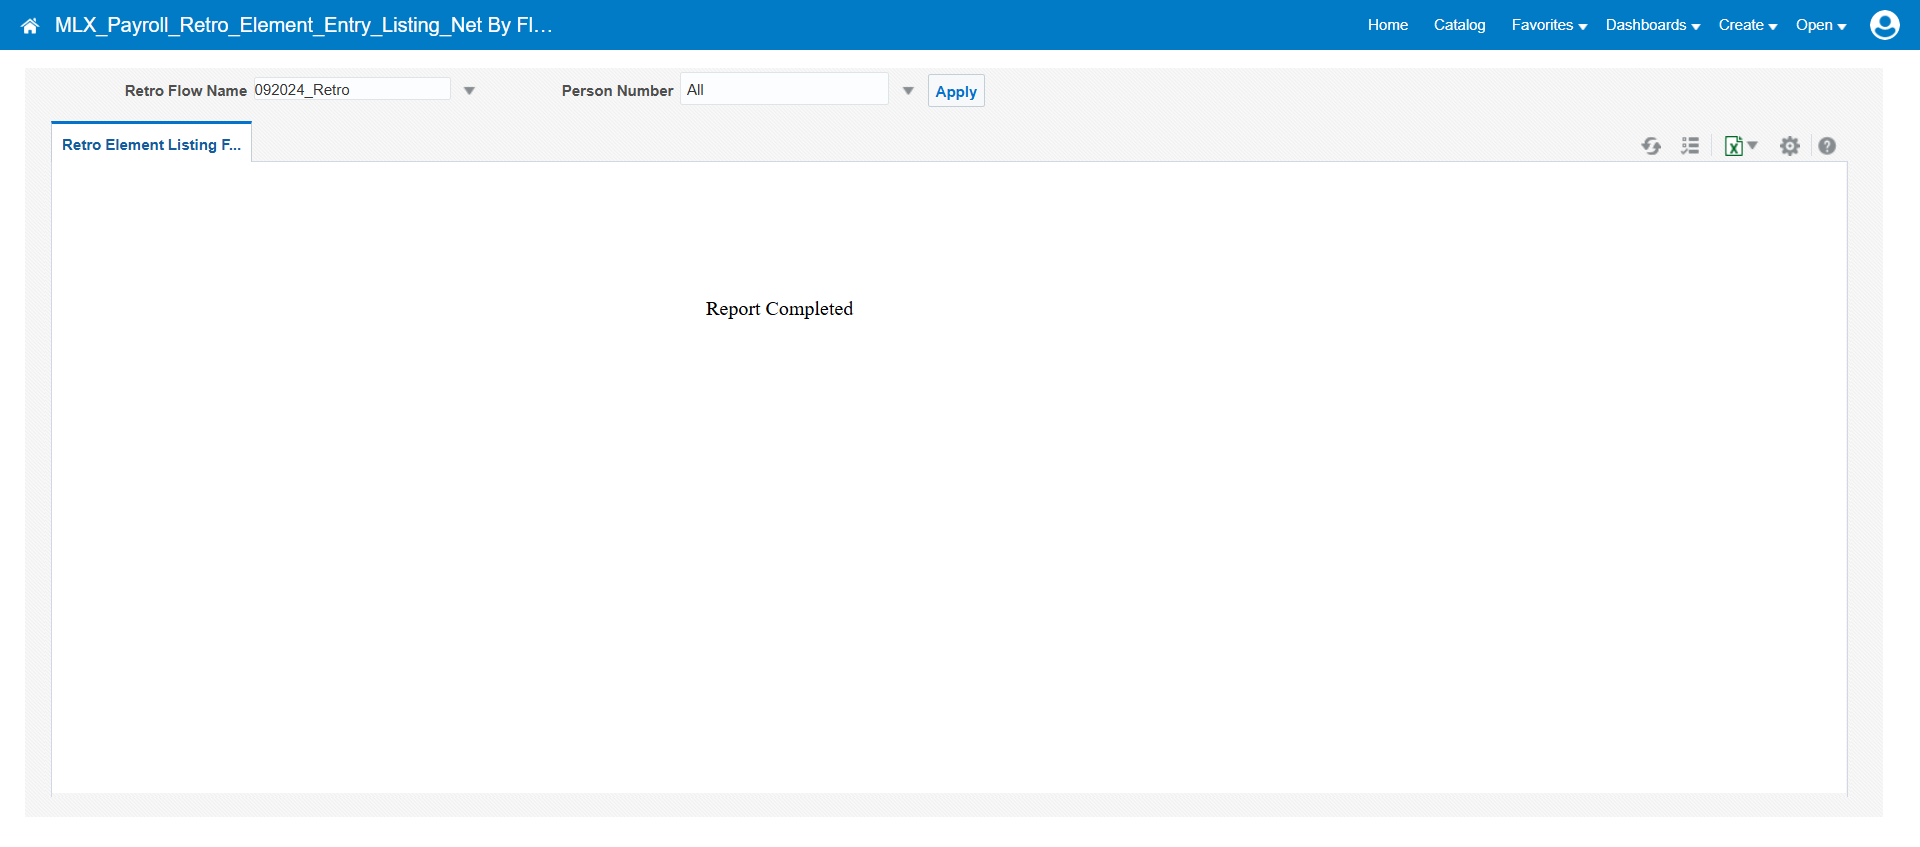 MLX_Payroll_Retro_Element_Entry_Listing_Net By Fl...
Home Catalog Favorites Dashboards Create Open
Retro Flow Name 092024_Retro Person Number All Apply
Retro Element Listing F...
Report Completed